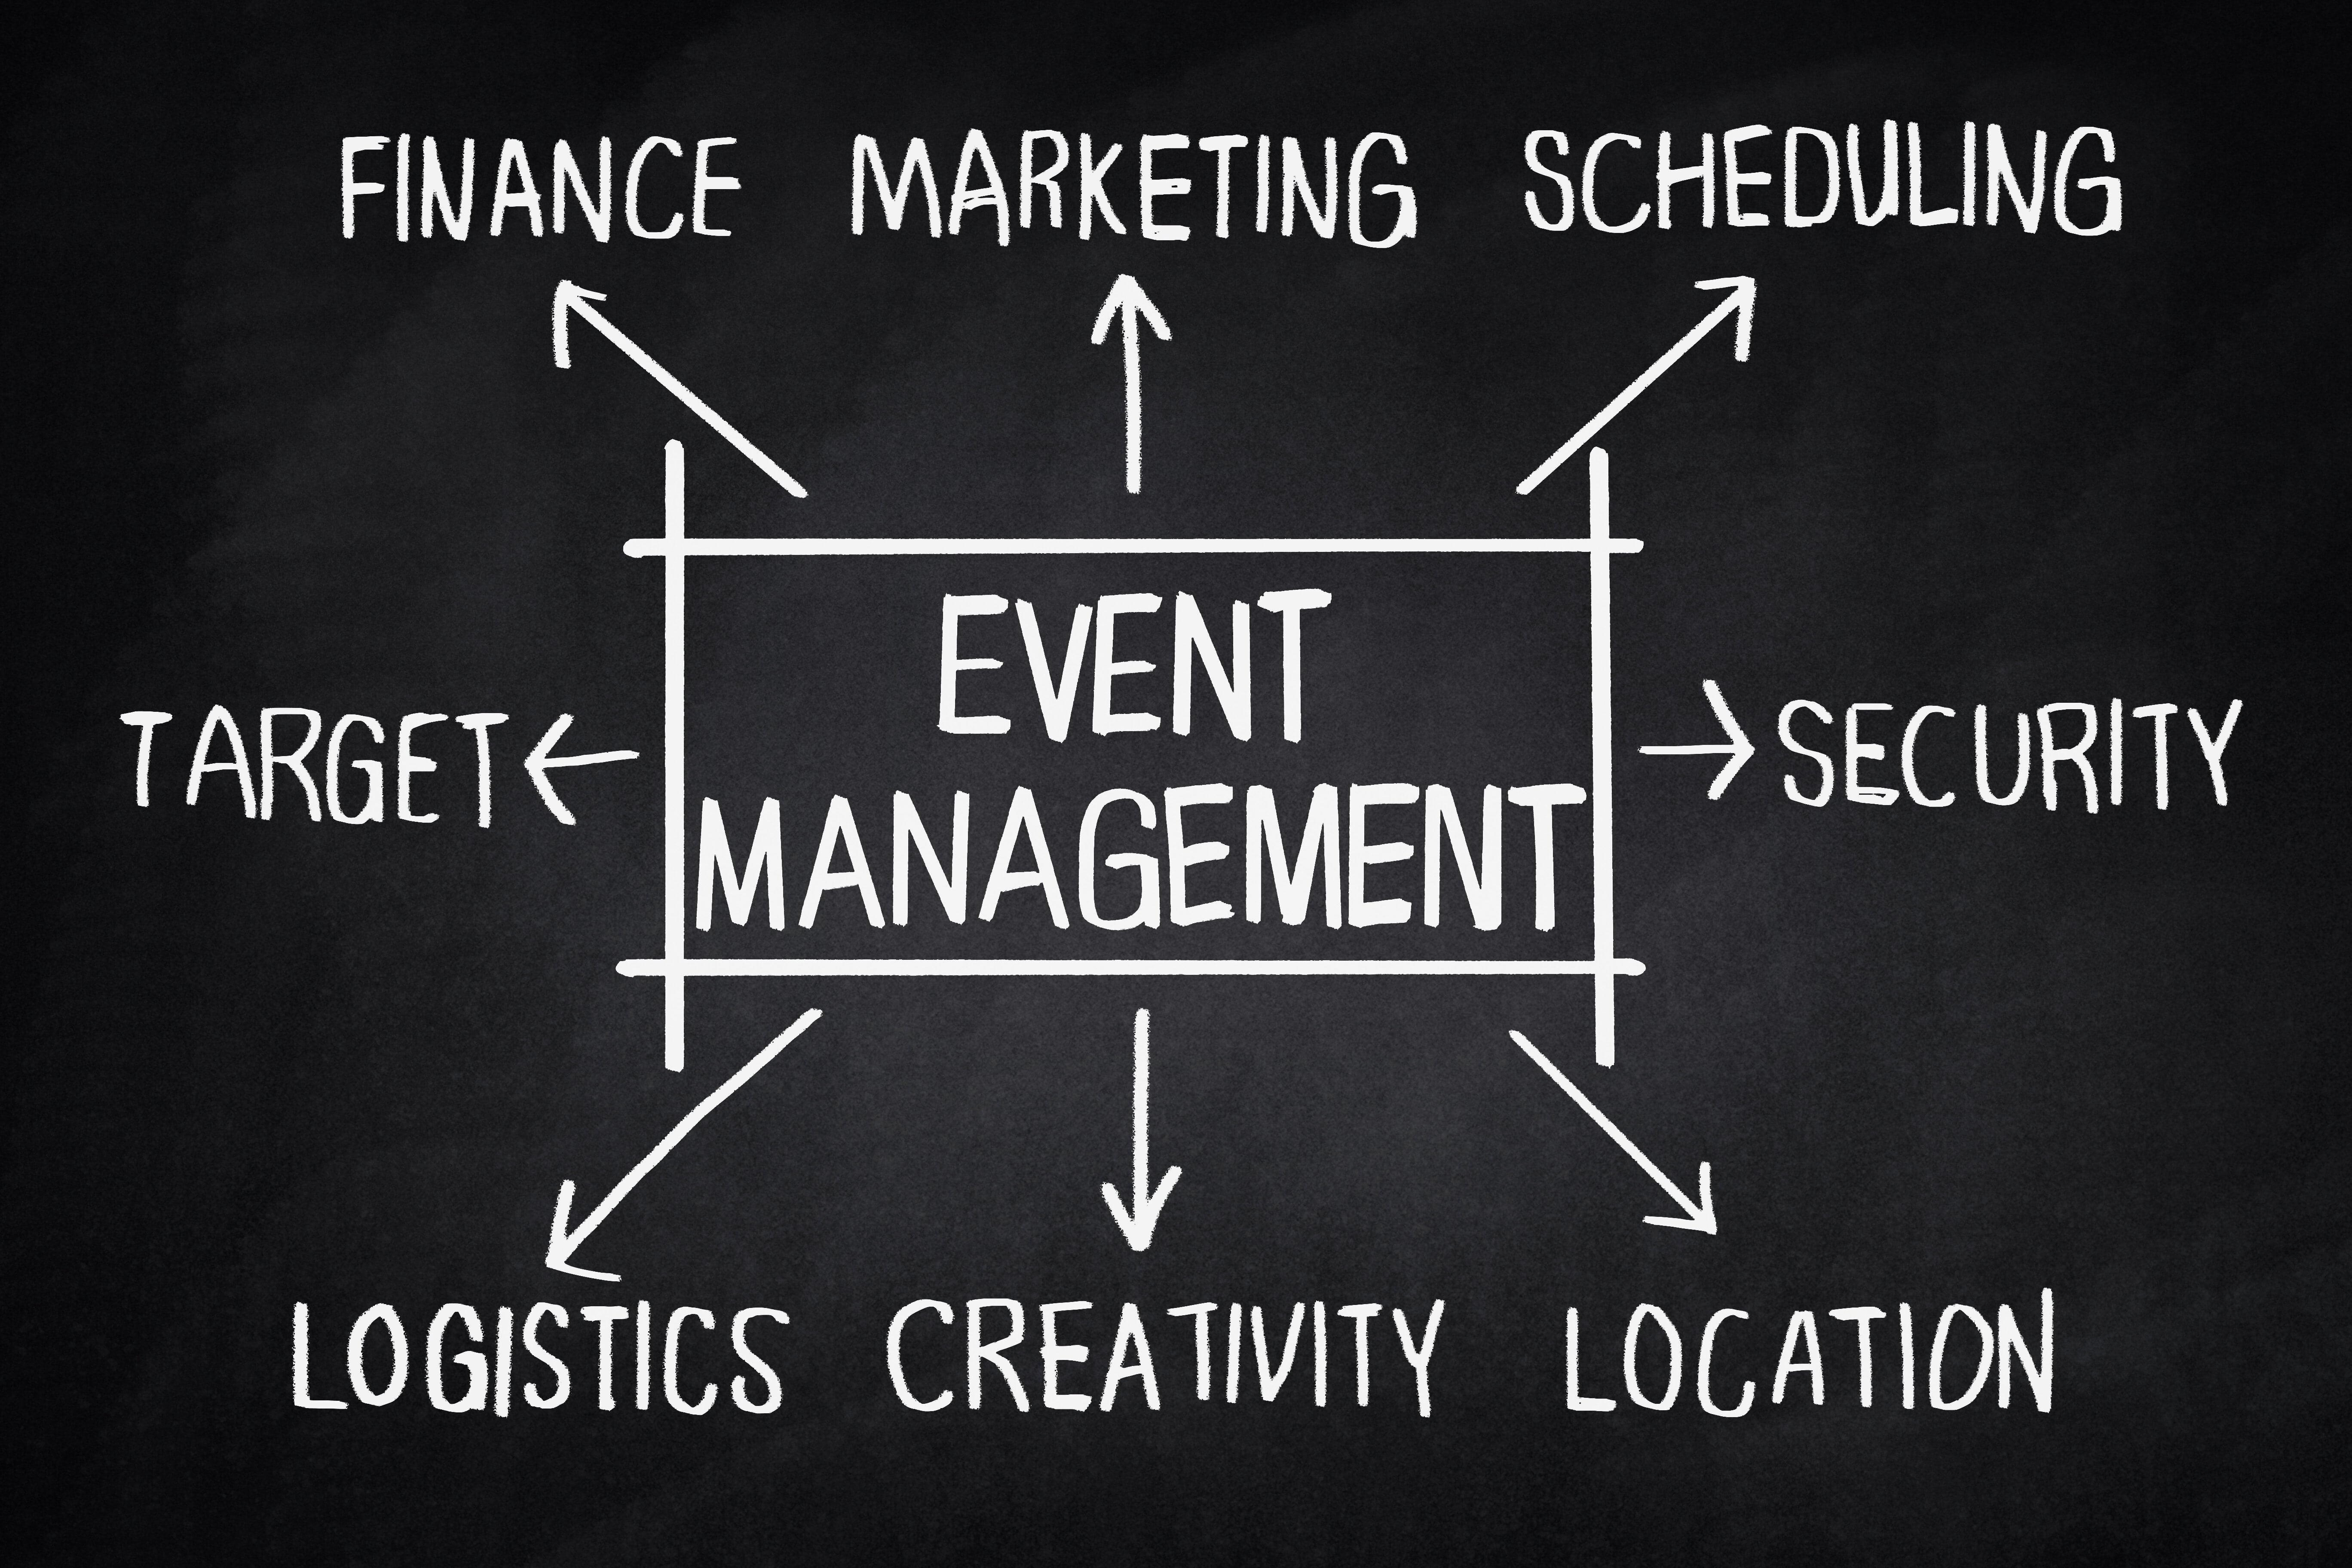 FINANCE MARKETING SCHEDULING
EVENT
MANAGEMENT
TARGET
SECURITY
LOGISTICS CREATIVITY LOCATION